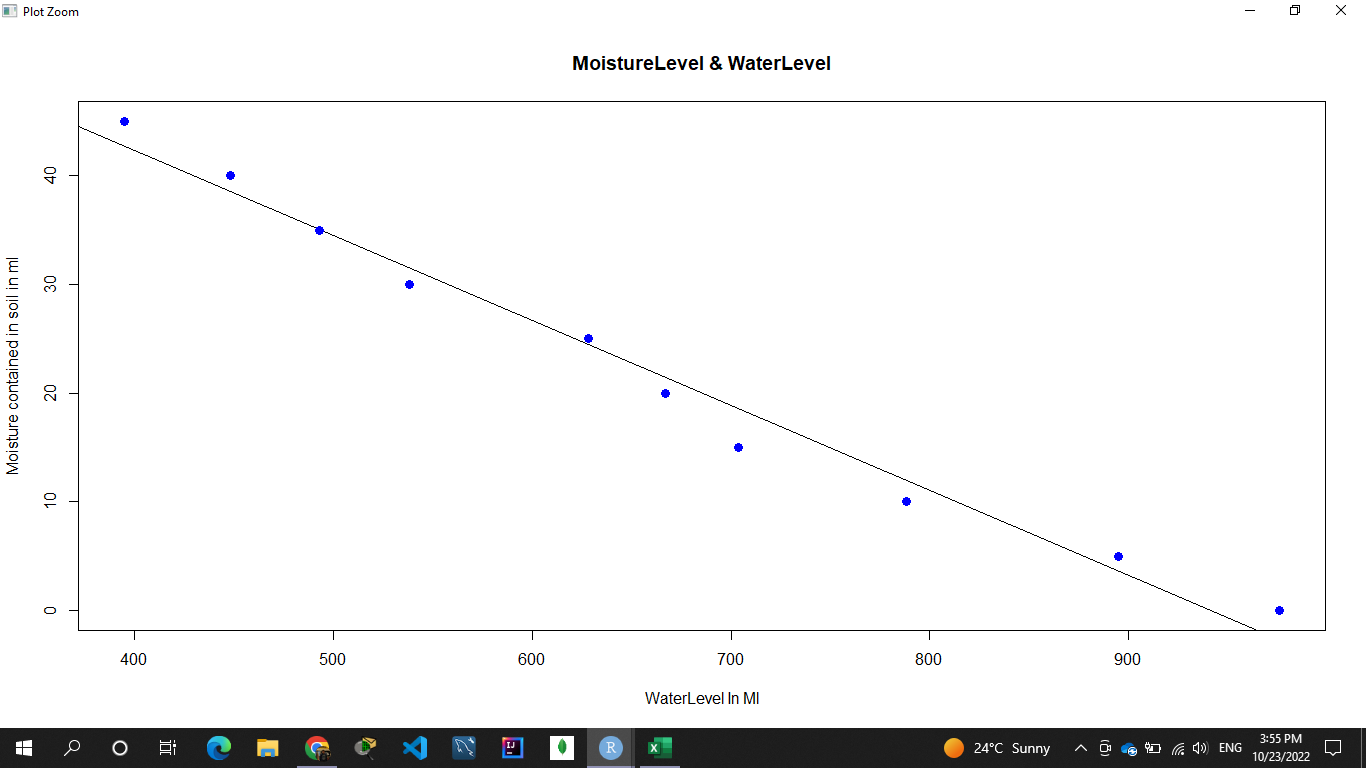 Plot Zoom
MoistureLevel & WaterLevel
Moisture contained in soil in ml
40
30
20
10
0
400 500 600 700 800 900
WaterLevel In Ml
24°C Sunny
ENG
3:55 PM
10/23/2022
IJ
R
X